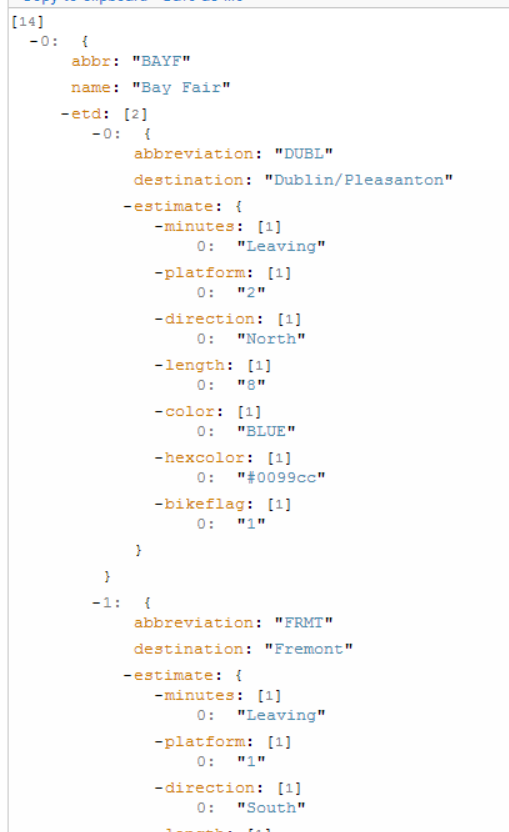 [14]
-0: {
abbr: "BAYF"
name: "Bay Fair"
-etd: [2]
-0: {
abbreviation: "DUBL"
destination: "Dublin/Pleasanton"
-estimate: {
-minutes: [1]
0: "Leaving"
-platform: [1]
0: "2"
-direction: [1]
0: "North"
-length: [1]
0: "8"
-color: [1]
0: "BLUE"
-hexcolor: [1]
0: "#0099cc"
-bikeflag: [1]
0: "1"
}
}
-1: {
abbreviation: "FRMT"
destination: "Fremont"
-estimate: {
-minutes: [1]
0: "Leaving"
-platform: [1]
0: "1"
-direction: [1]
0: "South"
-length: [1]